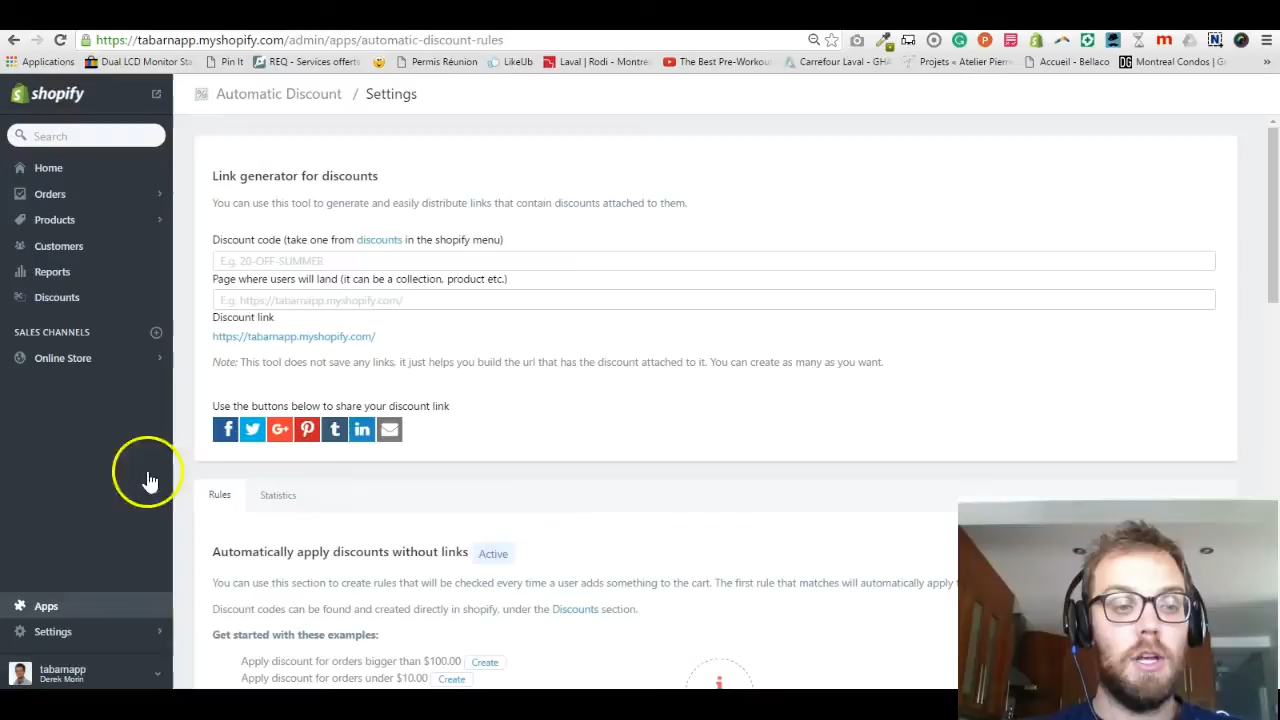 https://tabarnapp.myshopify.com/admin/apps/automatic-discount-rules
Applications
Dual LCD Monitor Sta
Pin It
REQ - Services offerts
Permis Réunion
LikeUb
Laval | Rodi - Montre
The Best Pre-Workou
Carrefour Laval - GHA
Projets « Atelier Pierr
Accueil - Bellaco
DG Montreal Condos | Gr
shopify
Automatic Discount / Settings
Search
Home
Orders
Products
Customers
Reports
Discounts
SALES CHANNELS
Online Store
Apps
Settings
tabarnapp
Derek Morin
Link generator for discounts
You can use this tool to generate and easily distribute links that contain discounts attached to them.
Discount code (take one from discounts in the shopify menu)
E.g. 20-OFF-SUMMER
Page where users will land (it can be a collection, product etc.)
E.g. https://tabarnapp.myshopify.com/
Discount link
https://tabarnapp.myshopify.com/
Note: This tool does not save any links, it just helps you build the url that has the discount attached to it. You can create as many as you want.
Use the buttons below to share your discount link
Rules
Statistics
Automatically apply discounts without links Active
You can use this section to create rules that will be checked every time a user adds something to the cart. The first rule that matches will automatically apply t
Discount codes can be found and created directly in shopify, under the Discounts section.
Get started with these examples:
Apply discount for orders bigger than $100.00 Create
Apply discount for orders under $10.00 Create